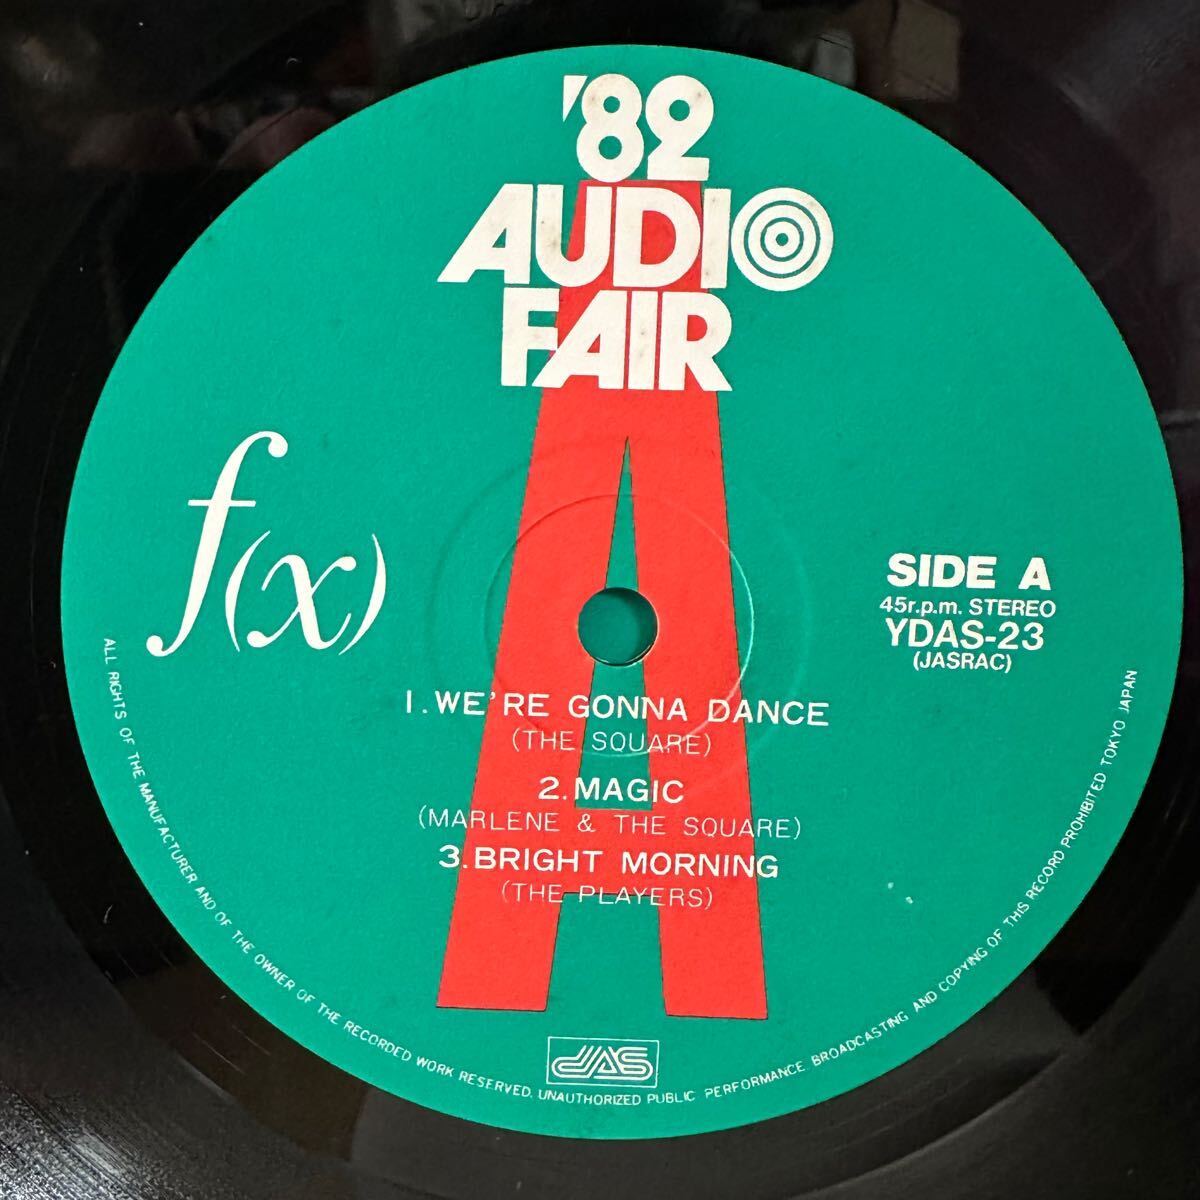 '82
AUDIO
FAIR
f(x)
SIDE A
45r.p.m. STEREO
YDAS-23
(JASRAC)
1.WE'RE GONNA DANCE
(THE SQUARE)
2.MAGIC
(MARLENE & THE SQUARE)
3.BRIGHT MORNING
(THE PLAYERS)
JAS
ALL RIGHTS OF THE MANUFACTURER AND OF THE OWNER OF THE RECORDED WORK RESERVED. UNAUTHORIZED PUBLIC PERFORMANCE BROADCASTING AND COPYING OF THIS RECORD PROHIBITED TOKYO JAPAN